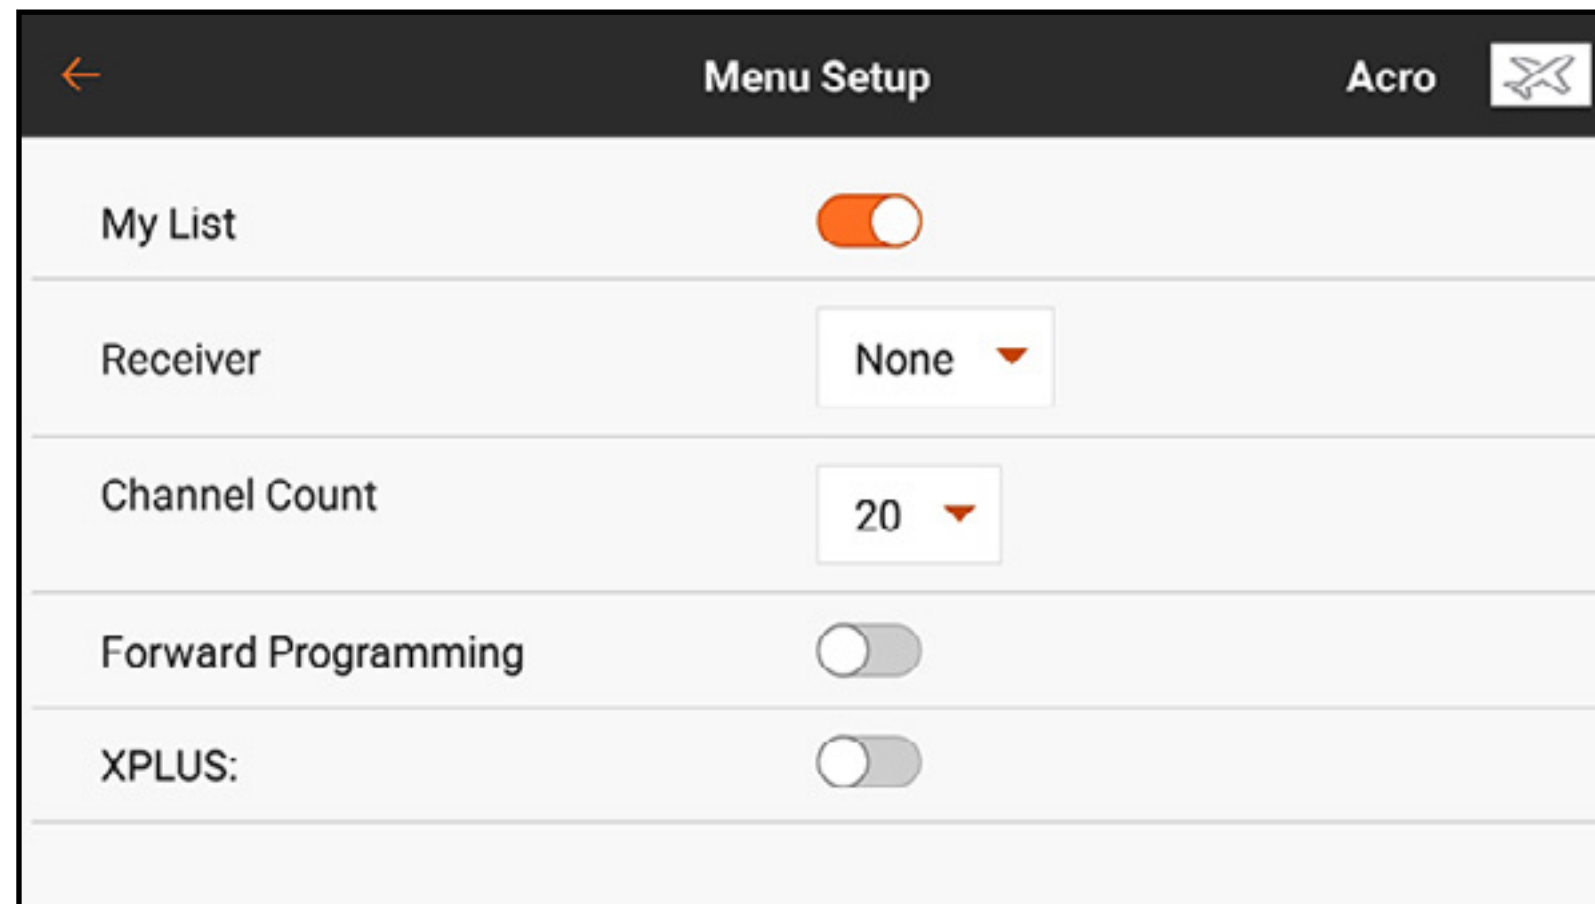 Menu Setup Acro
My List
Receiver None
Channel Count 20
Forward Programming
XPLUS: